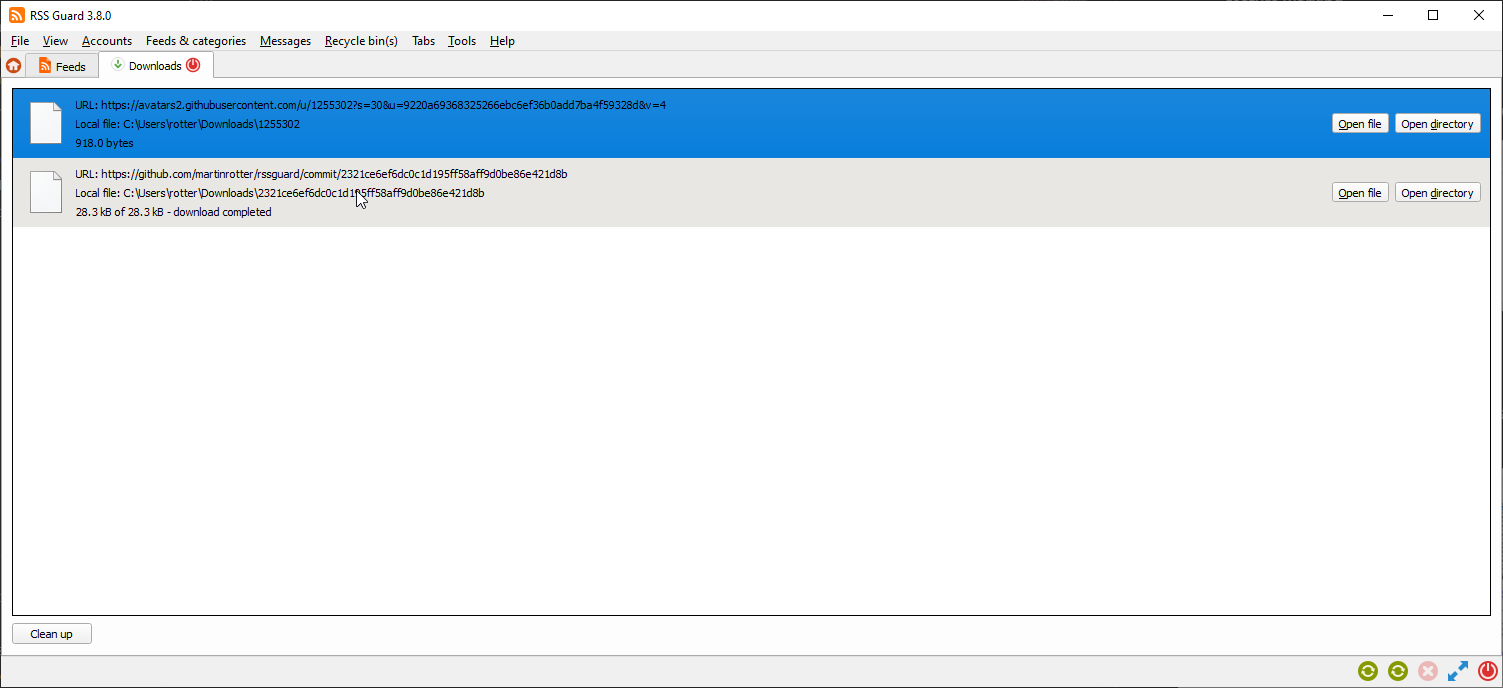 RSS Guard 3.8.0
File View Accounts Feeds & categories Messages Recycle bin(s) Tabs Tools Help
Feeds Downloads
URL: https://avatars2.githubusercontent.com/u/1255302?s=30&u=9220a69368325266ebc6ef36b0add7ba4f59328d&v=4
Local file: C:\Users\rotter\Downloads\1255302
Open file Open directory
918.0 bytes
URL: https://github.com/martinrotter/rssguard/commit/2321ce6ef6dc0c1d195ff58aff9d0be86e421d8b
Local file: C:\Users\rotter\Downloads\2321ce6ef6dc0c1d195ff58aff9d0be86e421d8b
Open file Open directory
28.3 kB of 28.3 kB - download completed
Clean up